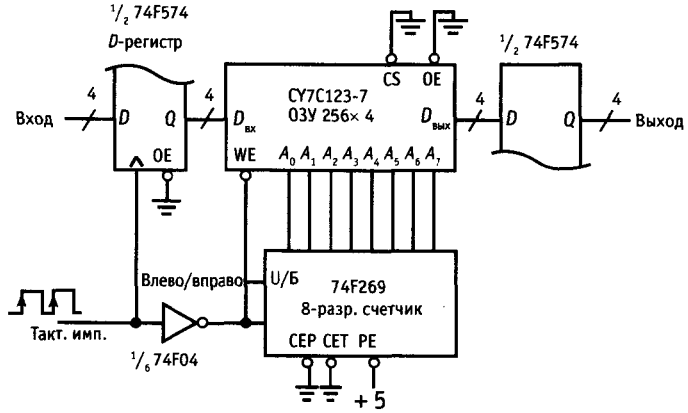 1/2 74F574
D-регистр
4
Вход
D
Q
OE
4
CS
OE
CY7C123-7
ОЗУ 256× 4
Dвх
Dвых
WE
A0 A1 A2 A3 A4 A5 A6 A7
4
1/2 74F574
D
Q
4
Выход
Влево/вправо
U/Б
74F269
8-разр. счетчик
CEP CET PE
Такт. имп.
1/6 74F04
+ 5